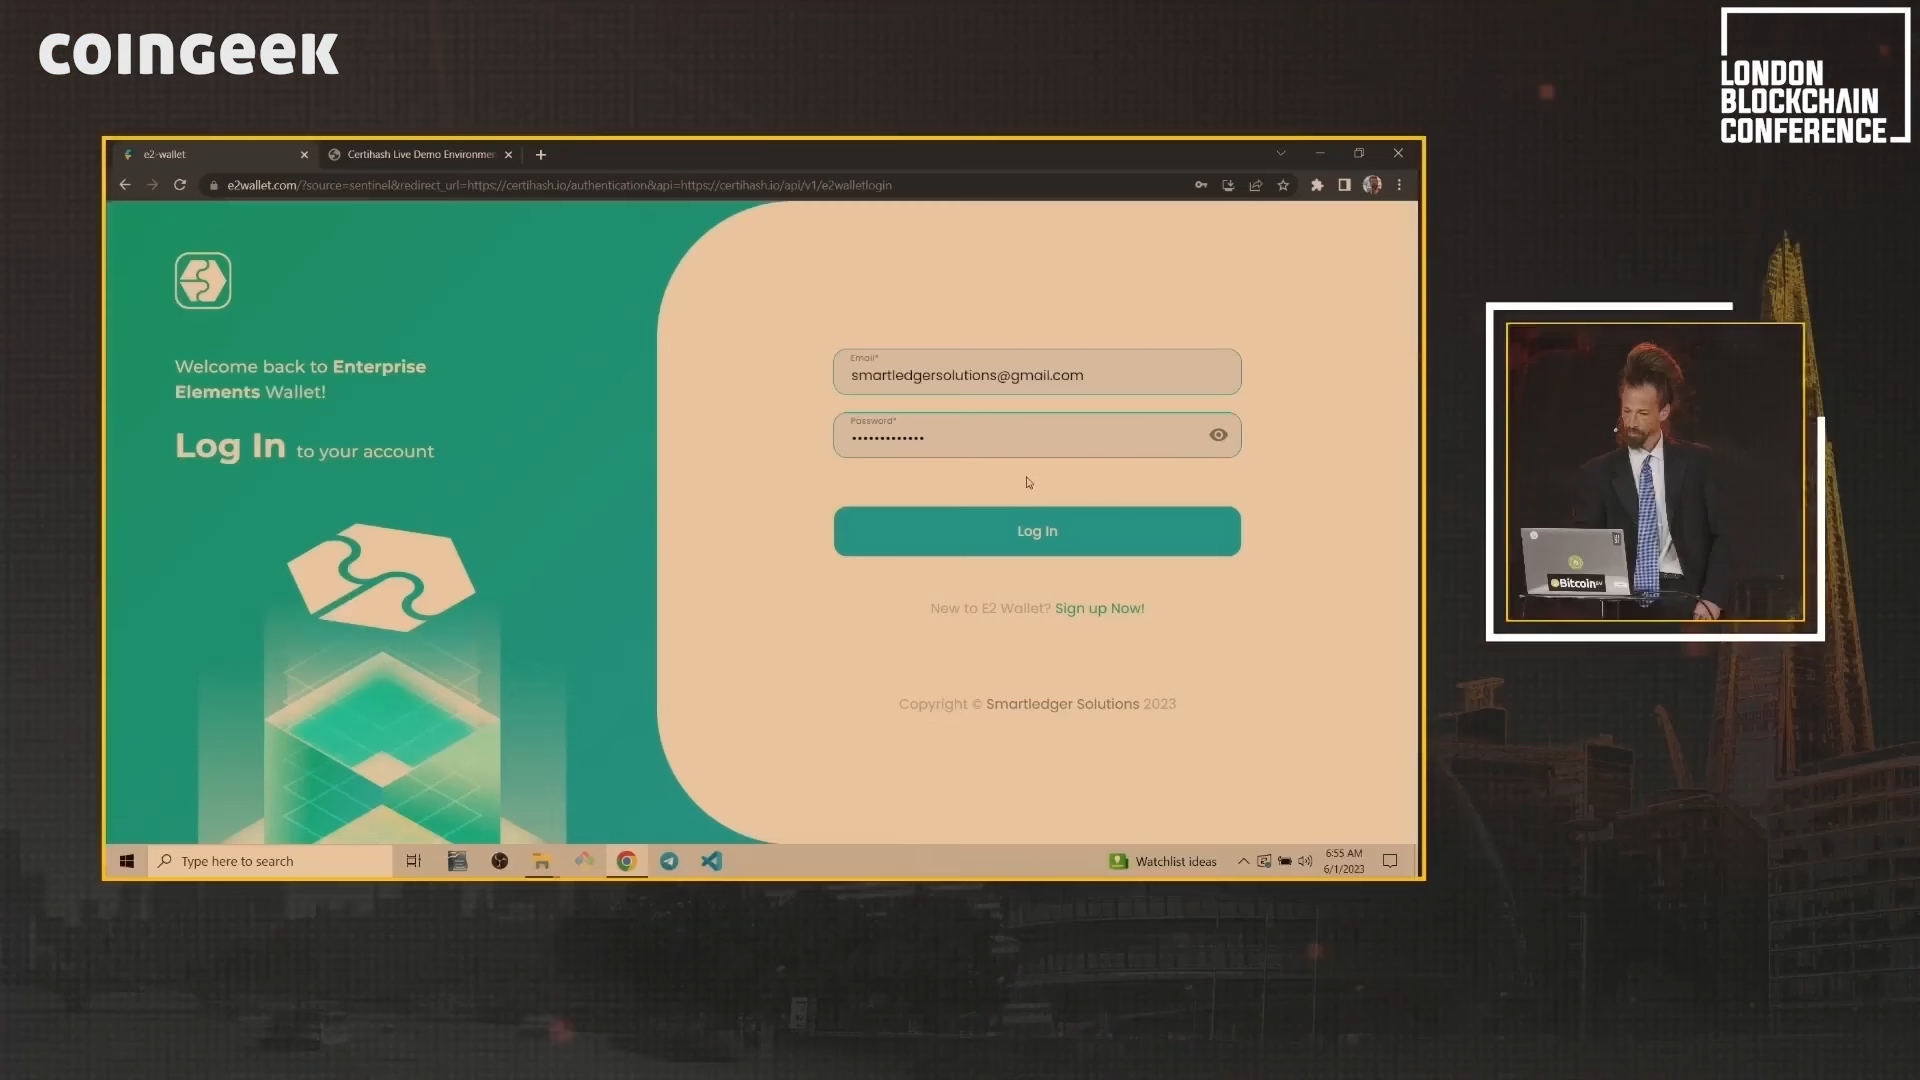 COINGEEK
LONDON
BLOCKCHAIN
CONFERENCE
e2-wallet
Certihash Live Demo Environmen
e2wallet.com/?source=sentinel&redirect_url=https://certihash.io/authentication&api=https://certihash.io/api/v1/e2walletlogin
Welcome back to Enterprise
Elements Wallet!
Log In to your account
Email*
smartledgersolutions@gmail.com
Password*
•••••••••••••
Log In
New to E2 Wallet? Sign up Now!
Copyright © Smartledger Solutions 2023
Bitcoin
Type here to search
Watchlist ideas
6:55 AM
6/1/2023